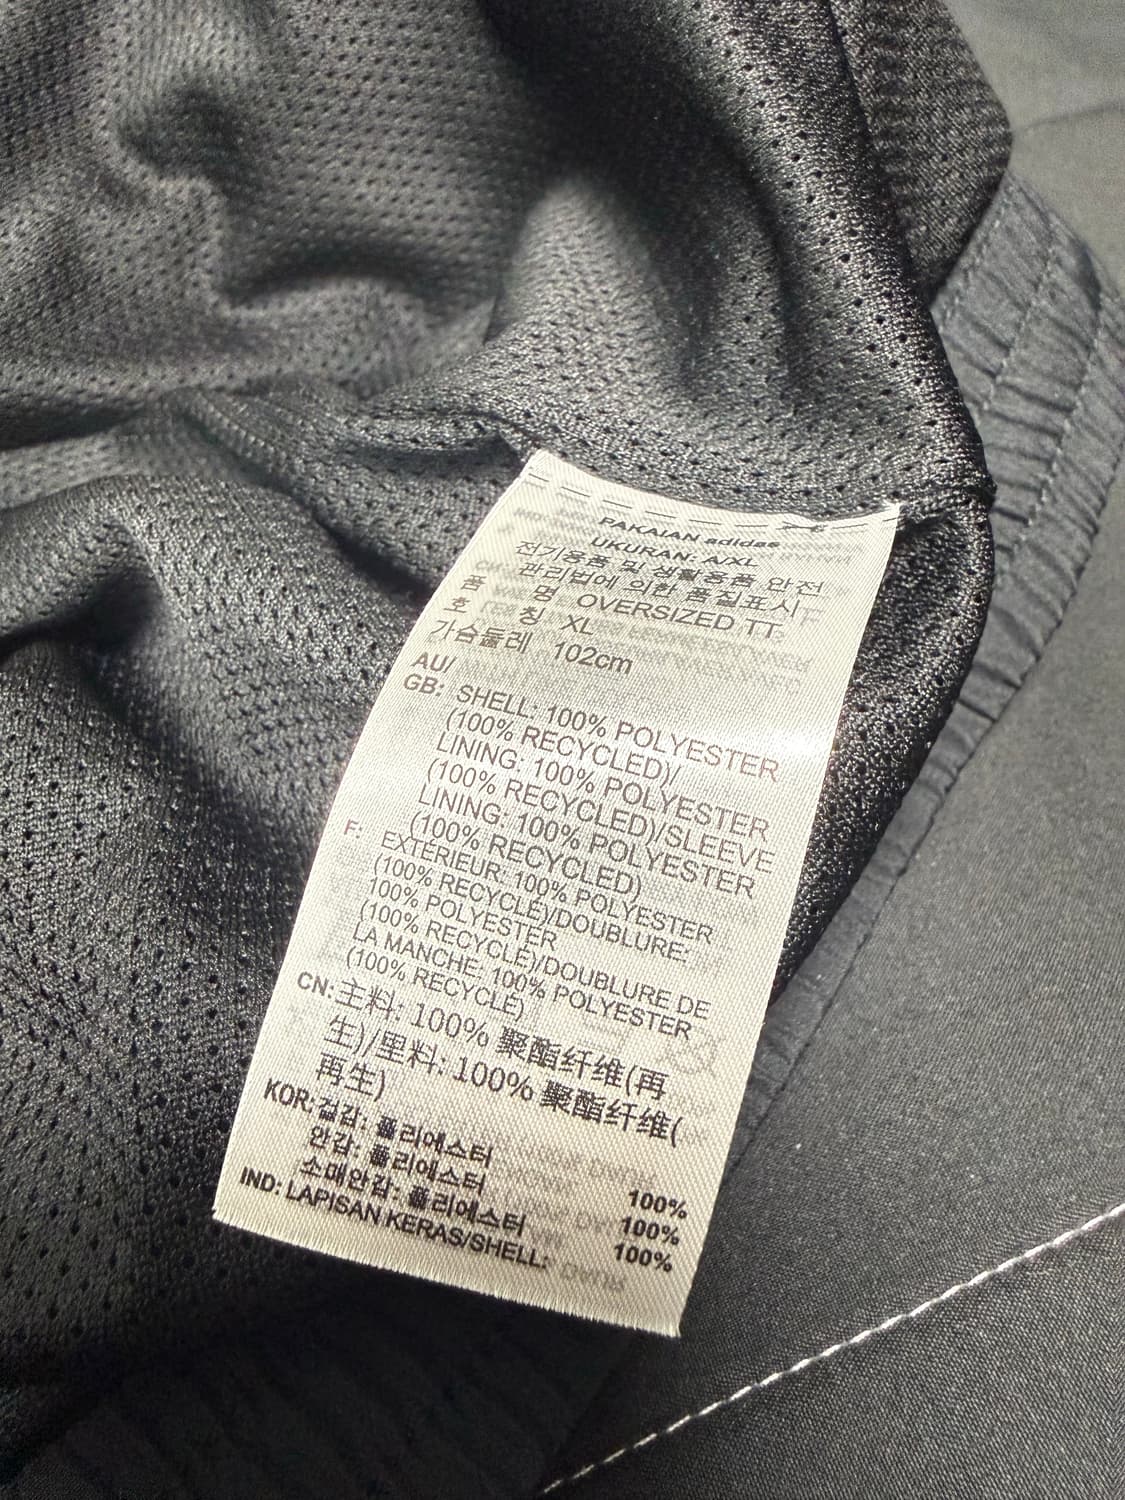 PAKAIAN adidas
UKURAN: A/XL
전기용품 및 생활용품 안전
관리법에 의한 품질표시
품 명 OVERSIZED TT
호 칭 XL
가슴둘레 102cm
AU/
GB: SHELL: 100% POLYESTER
(100% RECYCLED)/
LINING: 100% POLYESTER
(100% RECYCLED)/SLEEVE
LINING: 100% POLYESTER
(100% RECYCLED)
F: EXTÉRIEUR: 100% POLYESTER
(100% RECYCLÉ)/DOUBLURE:
100% POLYESTER
(100% RECYCLÉ)/DOUBLURE DE
LA MANCHE: 100% POLYESTER
(100% RECYCLÉ)
CN: 主料: 100% 聚酯纤维(再
生)/里料: 100% 聚酯纤维(
再生)
KOR: 겉감: 폴리에스터 100%
안감: 폴리에스터 100%
소매안감: 폴리에스터 100%
IND: LAPISAN KERAS/SHELL: